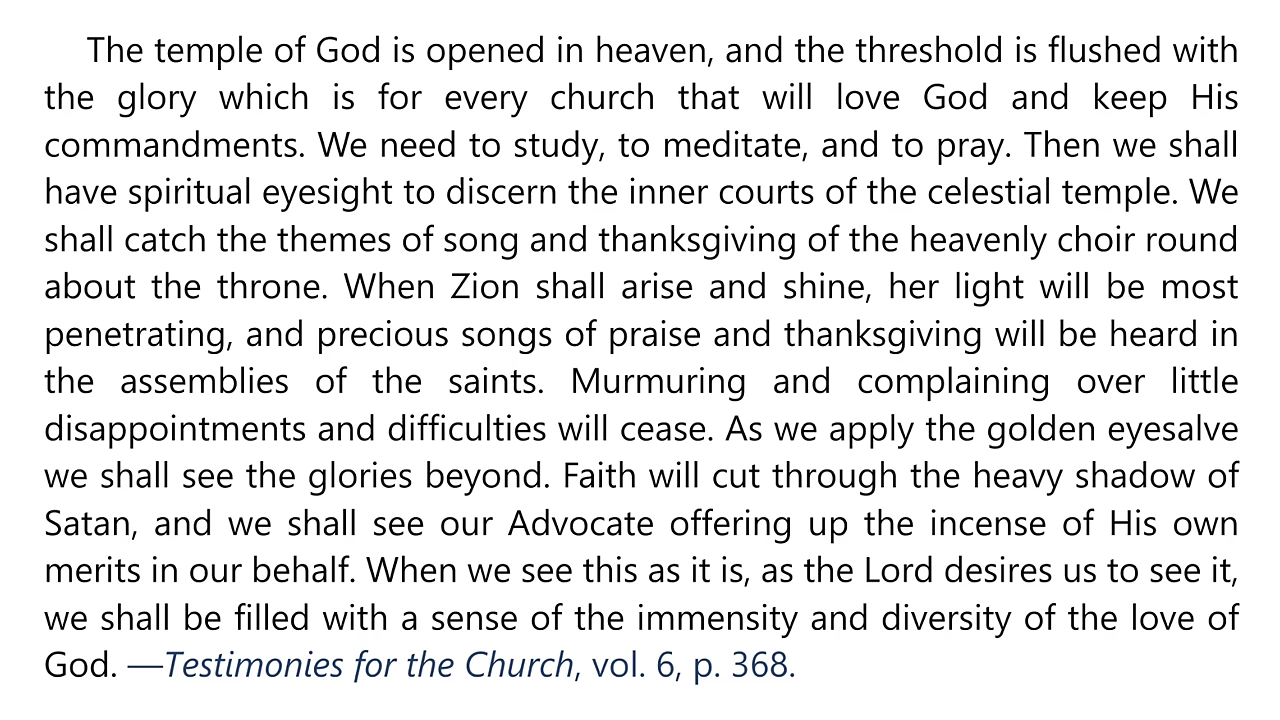 The temple of God is opened in heaven, and the threshold is flushed with
the glory which is for every church that will love God and keep His
commandments. We need to study, to meditate, and to pray. Then we shall
have spiritual eyesight to discern the inner courts of the celestial temple. We
shall catch the themes of song and thanksgiving of the heavenly choir round
about the throne. When Zion shall arise and shine, her light will be most
penetrating, and precious songs of praise and thanksgiving will be heard in
the assemblies of the saints. Murmuring and complaining over little
disappointments and difficulties will cease. As we apply the golden eyesalve
we shall see the glories beyond. Faith will cut through the heavy shadow of
Satan, and we shall see our Advocate offering up the incense of His own
merits in our behalf. When we see this as it is, as the Lord desires us to see it,
we shall be filled with a sense of the immensity and diversity of the love of
God. —Testimonies for the Church, vol. 6, p. 368.